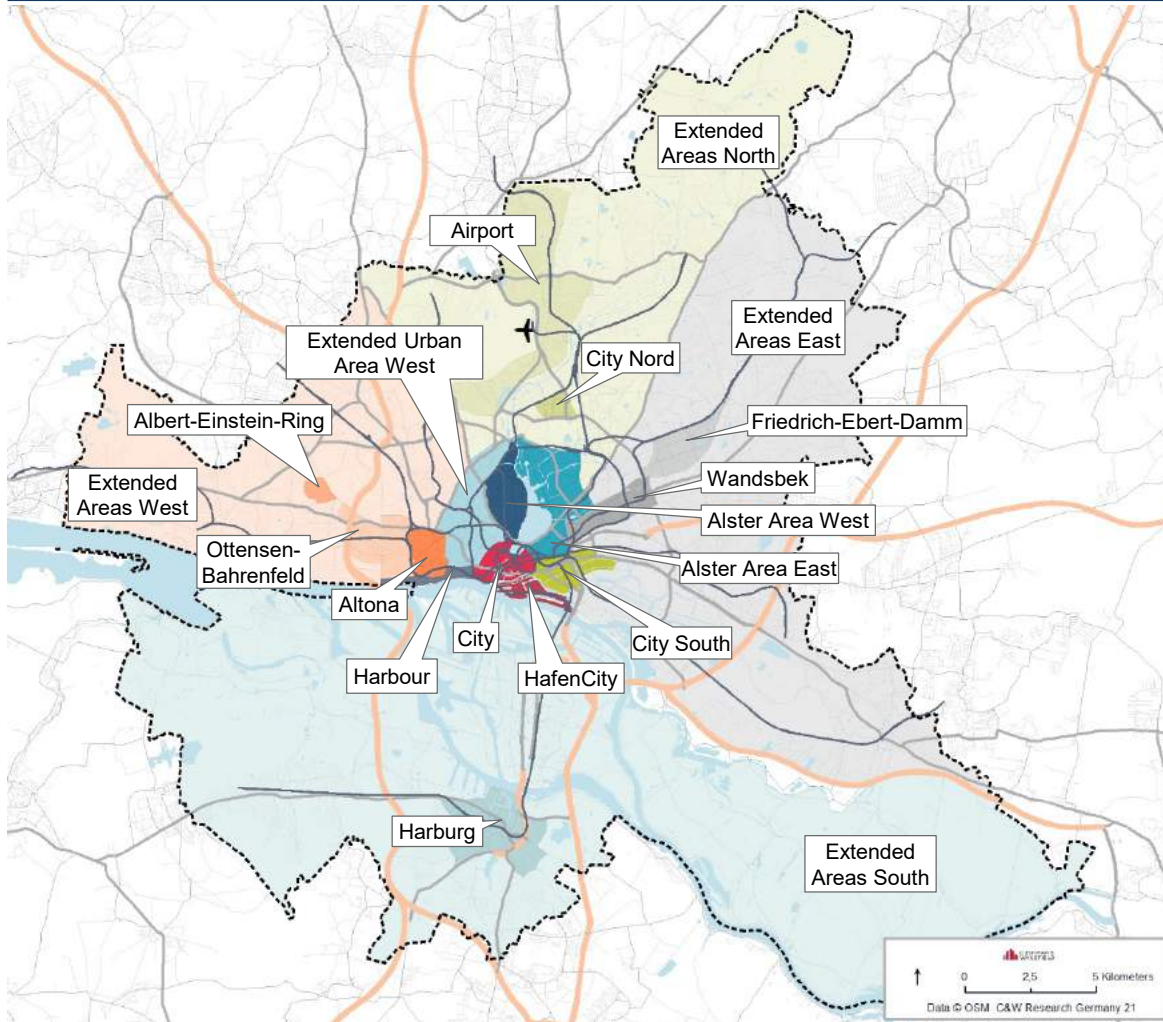 Extended
Areas North
Airport
Extended
Areas East
Extended Urban
Area West
City Nord
Albert-Einstein-Ring
Friedrich-Ebert-Damm
Extended
Areas West
Wandsbek
Alster Area West
Ottensen-
Bahrenfeld
Alster Area East
Altona
City
City South
Harbour
HafenCity
Harburg
Extended
Areas South
CUSHMAN &
WAKEFIELD
0 2,5 5 Kilometers
Data © OSM C&W Research Germany 21